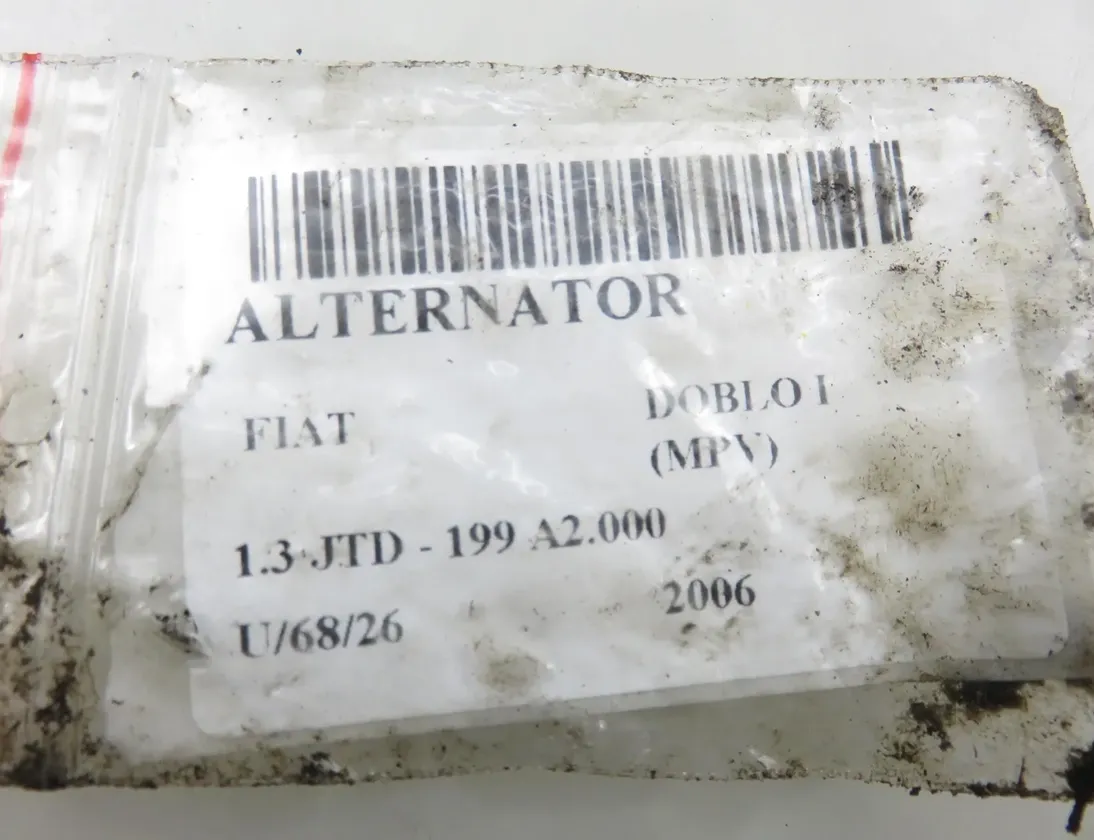 ALTERNATOR
FIAT DOBLO I
(MPV)
1.3 JTD - 199 A2.000
U/68/26 2006